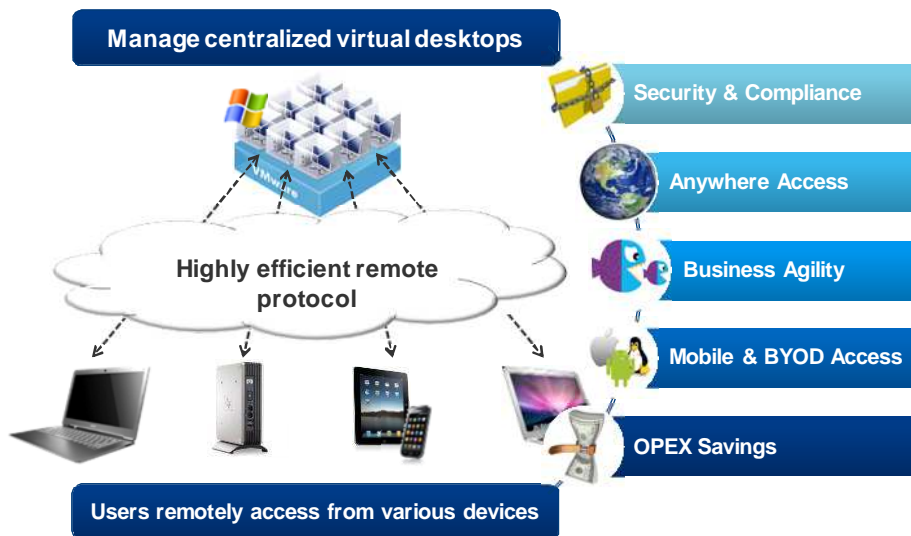 Manage centralized virtual desktops
VMware
Highly efficient remote
protocol
Users remotely access from various devices
Security & Compliance
Anywhere Access
Business Agility
Mobile & BYOD Access
OPEX Savings